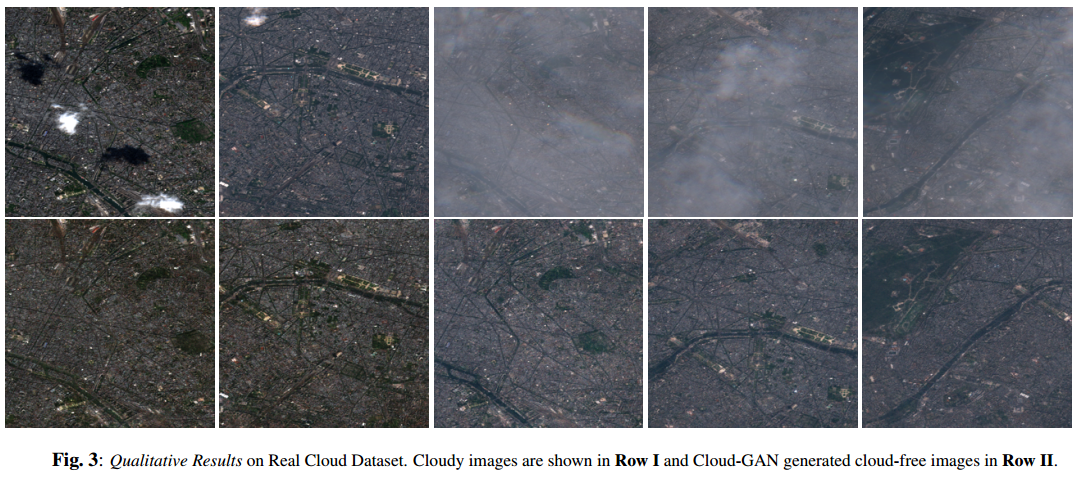 Fig. 3: Qualitative Results on Real Cloud Dataset. Cloudy images are shown in Row I and Cloud-GAN generated cloud-free images in Row II.